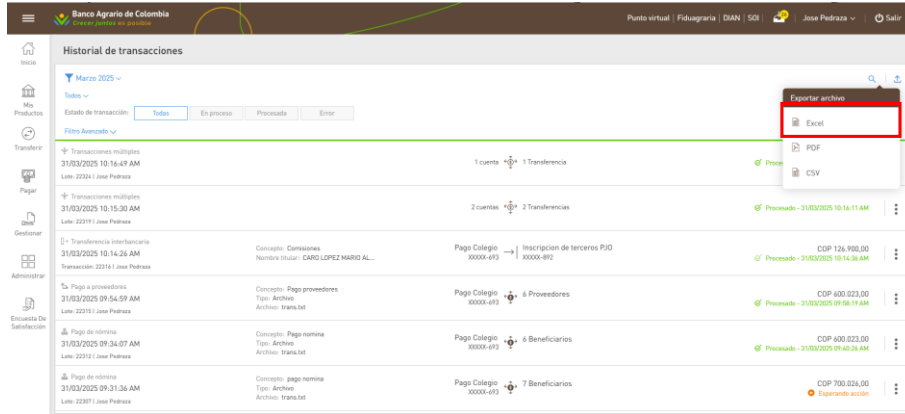 Banco Agrario de Colombia
Crecer juntos es posible
Punto virtual | Fiduagraria | DIAN | SOI | Jose Pedraza Salir
Inicio
Mis
Productos
Transferir
Pagar
Gestionar
Administrar
Encuesta De
Satisfacción
Historial de transacciones
Marzo 2025
Todos
Estado de transacción: Todas En proceso Procesada Error
Filtro Avanzado
Exportar archivo
Excel
PDF
CSV
Transacciones múltiples
31/03/2025 10:16:49 AM
Lote: 22324 | Jose Pedraza
1 cuenta 1 Transferencia
Proce
Transacciones múltiples
31/03/2025 10:15:30 AM
Lote: 22319 | Jose Pedraza
2 cuentas 2 Transferencias
Procesado - 31/03/2025 10:16:11 AM
Transferencia interbancaria
31/03/2025 10:14:26 AM
Transacción: 22316 | Jose Pedraza
Concepto: Comisiones
Nombre titular: CARO LOPEZ MARIO AL...
Pago Colegio
XXXXX-693
Inscripcion de terceros PJO
XXXXX-892
COP 126.900,00
Procesado - 31/03/2025 10:14:36 AM
Pago a proveedores
31/03/2025 09:54:59 AM
Lote: 22315 | Jose Pedraza
Concepto: Pago proveedores
Tipo: Archivo
Archivo: trans.txt
Pago Colegio
XXXXX-693
6 Proveedores
COP 600.023,00
Procesado - 31/03/2025 09:58:19 AM
Pago de nómina
31/03/2025 09:34:07 AM
Lote: 22312 | Jose Pedraza
Concepto: Pago nomina
Tipo: Archivo
Archivo: trans.txt
Pago Colegio
XXXXX-693
6 Beneficiarios
COP 600.023,00
Procesado - 31/03/2025 09:40:26 AM
Pago de nómina
31/03/2025 09:31:36 AM
Lote: 22307 | Jose Pedraza
Concepto: pago nomina
Tipo: Archivo
Archivo: trans.txt
Pago Colegio
XXXXX-693
7 Beneficiarios
COP 700.026,00
Esperando acción